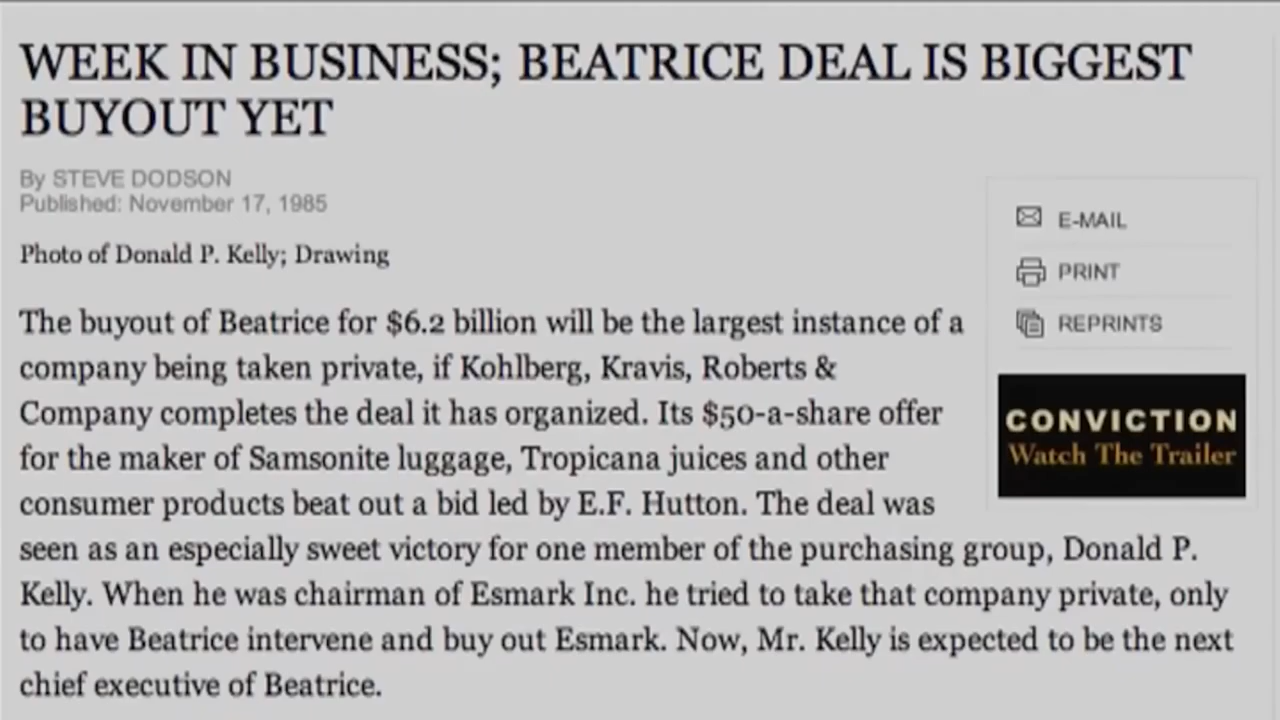 WEEK IN BUSINESS; BEATRICE DEAL IS BIGGEST
BUYOUT YET
By STEVE DODSON
Published: November 17, 1985
Photo of Donald P. Kelly; Drawing
E-MAIL
PRINT
REPRINTS
CONVICTION
Watch The Trailer
The buyout of Beatrice for $6.2 billion will be the largest instance of a
company being taken private, if Kohlberg, Kravis, Roberts &
Company completes the deal it has organized. Its $50-a-share offer
for the maker of Samsonite luggage, Tropicana juices and other
consumer products beat out a bid led by E.F. Hutton. The deal was
seen as an especially sweet victory for one member of the purchasing group, Donald P.
Kelly. When he was chairman of Esmark Inc. he tried to take that company private, only
to have Beatrice intervene and buy out Esmark. Now, Mr. Kelly is expected to be the next
chief executive of Beatrice.